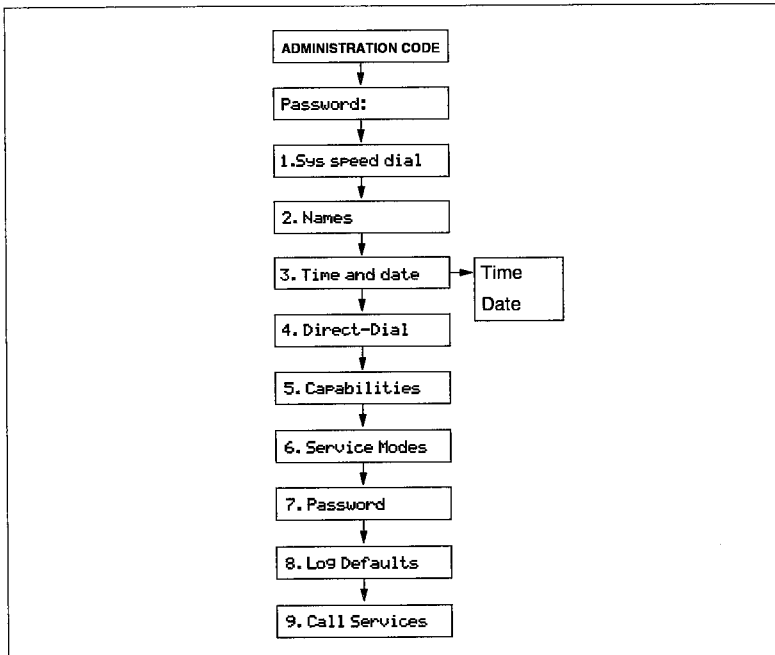 ADMINISTRATION CODE
Password:
1.Sys speed dial
2. Names
3. Time and date
Time
Date
4. Direct-Dial
5. Capabilities
6. Service Modes
7. Password
8. Log Defaults
9. Call Services